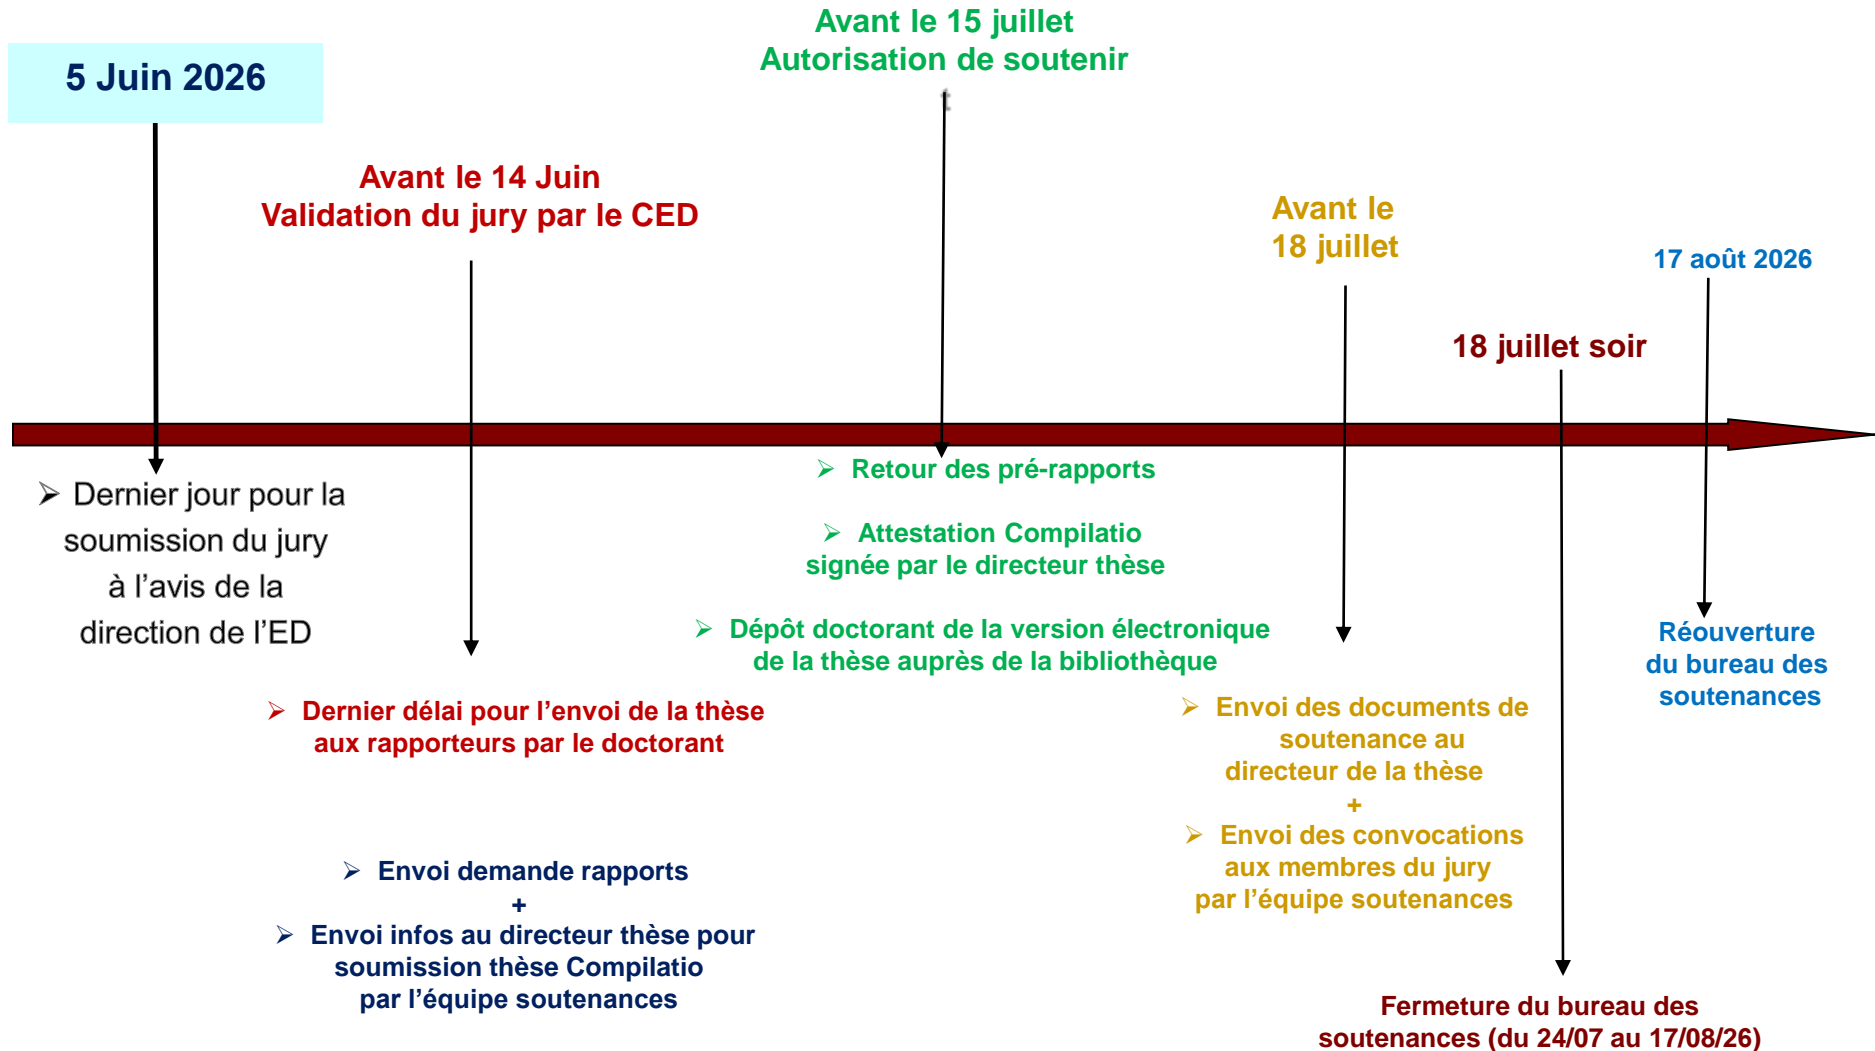 5 Juin 2026
➢ Dernier jour pour la
soumission du jury
à l’avis de la
direction de l’ED
Avant le 14 Juin
Validation du jury par le CED
➢ Dernier délai pour l’envoi de la thèse
aux rapporteurs par le doctorant
➢ Envoi demande rapports
+
➢ Envoi infos au directeur thèse pour
soumission thèse Compilatio
par l’équipe soutenances
Avant le 15 juillet
Autorisation de soutenir
➢ Retour des pré-rapports
➢ Attestation Compilatio
signée par le directeur thèse
➢ Dépôt doctorant de la version électronique
de la thèse auprès de la bibliothèque
Avant le
18 juillet
➢ Envoi des documents de
soutenance au
directeur de la thèse
+
➢ Envoi des convocations
aux membres du jury
par l’équipe soutenances
18 juillet soir
Fermeture du bureau des
soutenances (du 24/07 au 17/08/26)
17 août 2026
Réouverture
du bureau des
soutenances